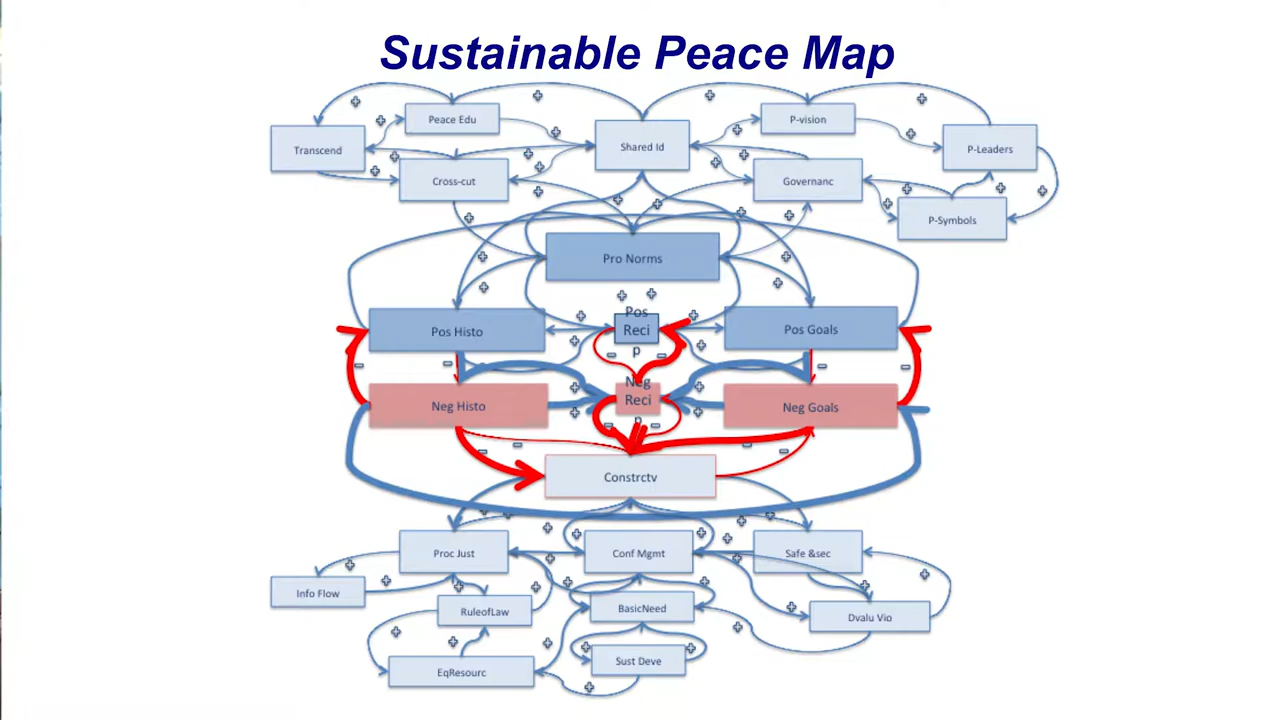 Sustainable Peace Map
Peace Edu
P-vision
Transcend
Shared Id
P-Leaders
Cross-cut
Governanc
P-Symbols
Pro Norms
Pos Histo
Pos
Reci
p
Pos Goals
Neg Histo
Neg
Reci
p
Neg Goals
Constrctv
Proc Just
Conf Mgmt
Safe &sec
Info Flow
RuleofLaw
BasicNeed
Dvalu Vio
EqResourc
Sust Deve